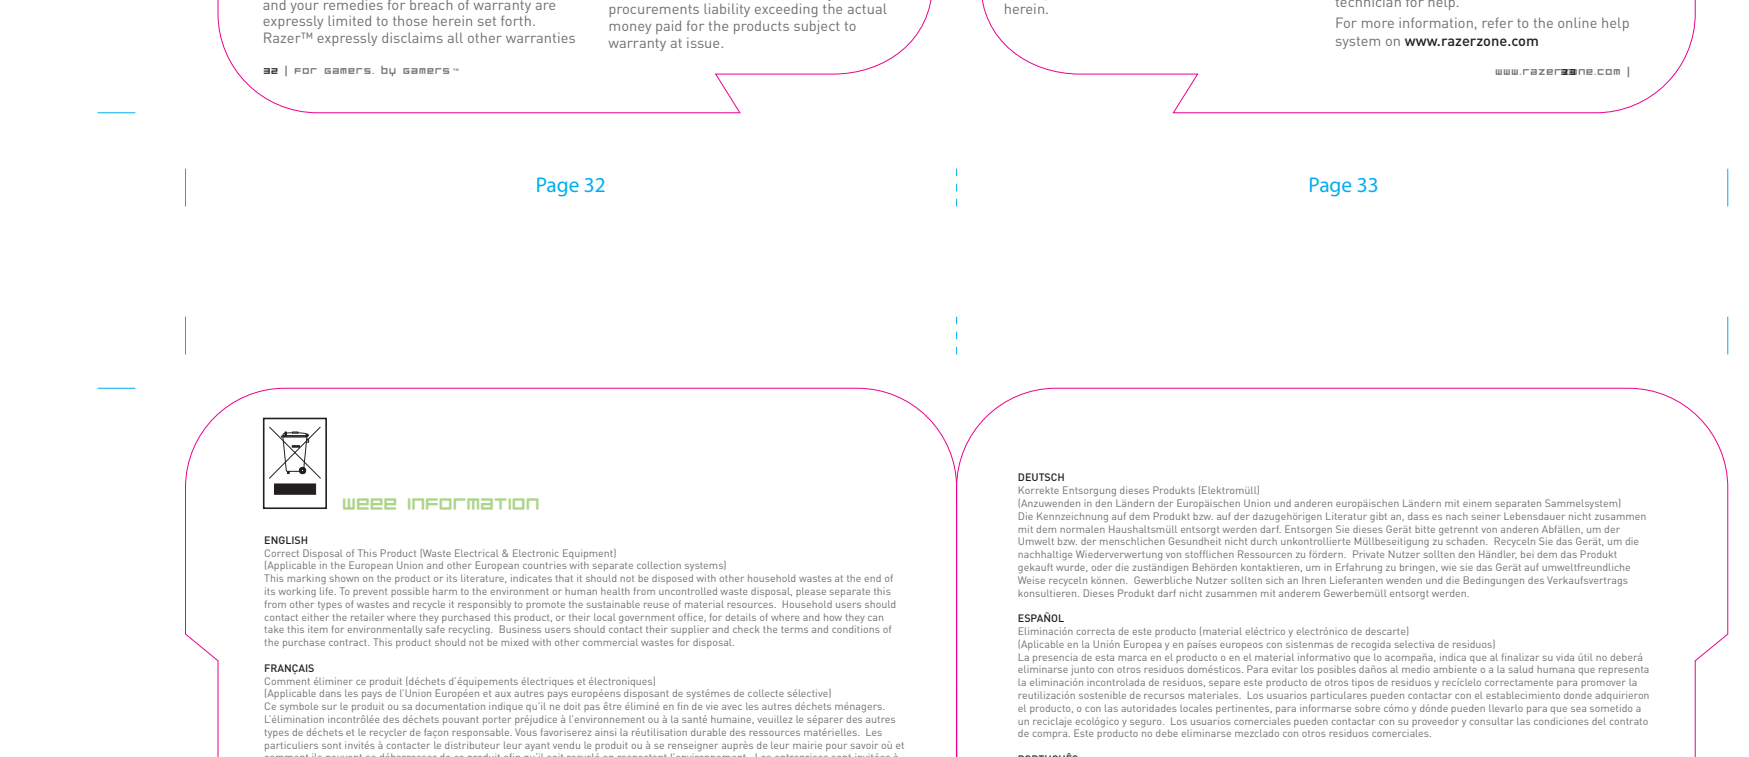 and your remedies for breach of warranty are
expressly limited to those herein set forth.
Razer™ expressly disclaims all other warranties
procurements liability exceeding the actual
money paid for the products subject to
warranty at issue.
32 | For Gamers. by Gamers ™
herein.
technician for help.
For more information, refer to the online help
system on www.razerzone.com
www.razerzone.com | 33
Page 32
Page 33
weee information
ENGLISH
Correct Disposal of This Product (Waste Electrical & Electronic Equipment)
(Applicable in the European Union and other European countries with separate collection systems)
This marking shown on the product or its literature, indicates that it should not be disposed with other household wastes at the end of
its working life. To prevent possible harm to the environment or human health from uncontrolled waste disposal, please separate this
from other types of wastes and recycle it responsibly to promote the sustainable reuse of material resources. Household users should
contact either the retailer where they purchased this product, or their local government office, for details of where and how they can
take this item for environmentally safe recycling. Business users should contact their supplier and check the terms and conditions of
the purchase contract. This product should not be mixed with other commercial wastes for disposal.
FRANÇAIS
Comment éliminer ce produit (déchets d'équipements électriques et électroniques)
(Applicable dans les pays de l'Union Européen et aux autres pays européens disposant de systémes de collecte sélective)
Ce symbole sur le produit ou sa documentation indique qu'il ne doit pas être éliminé en fin de vie avec les autres déchets ménagers.
L'élimination incontrôlée des déchets pouvant porter préjudice à l'environnement ou à la santé humaine, veuillez le séparer des autres
types de déchets et le recycler de façon responsable. Vous favoriserez ainsi la réutilisation durable des ressources matérielles. Les
particuliers sont invités à contacter le distributeur leur ayant vendu le produit ou à se renseigner auprès de leur mairie pour savoir où et
comment ils peuvent se débarrasser de ce produit afin qu'il soit recyclé en respectant l'environnement. Les entreprises sont invitées à
DEUTSCH
Korrekte Entsorgung dieses Produkts (Elektromüll)
(Anzuwenden in den Ländern der Europäischen Union und anderen europäischen Ländern mit einem separaten Sammelsystem)
Die Kennzeichnung auf dem Produkt bzw. auf der dazugehörigen Literatur gibt an, dass es nach seiner Lebensdauer nicht zusammen
mit dem normalen Haushaltsmüll entsorgt werden darf. Entsorgen Sie dieses Gerät bitte getrennt von anderen Abfällen, um der
Umwelt bzw. der menschlichen Gesundheit nicht durch unkontrollierte Müllbeseitigung zu schaden. Recyceln Sie das Gerät, um die
nachhaltige Wiederverwertung von stofflichen Ressourcen zu fördern. Private Nutzer sollten den Händler, bei dem das Produkt
gekauft wurde, oder die zuständigen Behörden kontaktieren, um in Erfahrung zu bringen, wie sie das Gerät auf umweltfreundliche
Weise recyceln können. Gewerbliche Nutzer sollten sich an Ihren Lieferanten wenden und die Bedingungen des Verkaufsvertrags
konsultieren. Dieses Produkt darf nicht zusammen mit anderem Gewerbemüll entsorgt werden.
ESPAÑOL
Eliminación correcta de este producto (material eléctrico y electrónico de descarte)
(Aplicable en la Unión Europea y en países europeos con sistenmas de recogida selectiva de residuos)
La presencia de esta marca en el producto o en el material informativo que lo acompaña, indica que al finalizar su vida útil no deberá
eliminarse junto con otros residuos domésticos. Para evitar los posibles daños al medio ambiente o a la salud humana que representa
la eliminación incontrolada de residuos, separe este producto de otros tipos de residuos y recíclelo correctamente para promover la
reutilización sostenible de recursos materiales. Los usuarios particulares pueden contactar con el establecimiento donde adquirieron
el producto, o con las autoridades locales pertinentes, para informarse sobre cómo y dónde pueden llevarlo para que sea sometido a
un reciclaje ecológico y seguro. Los usuarios comerciales pueden contactar con su proveedor y consultar las condiciones del contrato
de compra. Este producto no debe eliminarse mezclado con otros residuos comerciales.
PORTUGUÊS